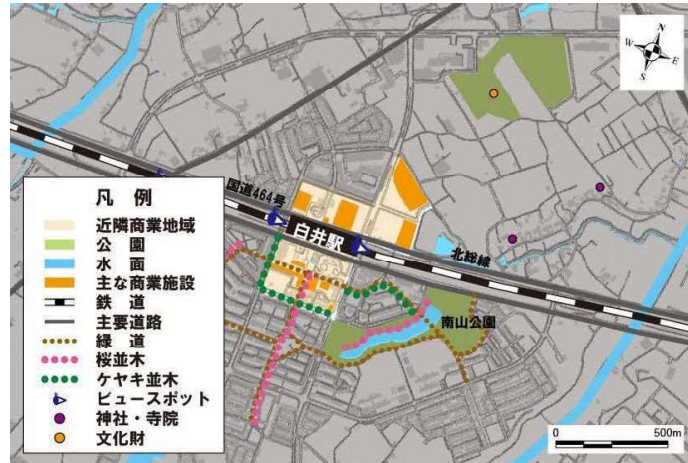 N
W
E
S
国道464号
白井駅
北総線
南山公園
凡 例
近隣商業地域
公 園
水 面
主な商業施設
鉄 道
主要道路
緑 道
桜並木
ケヤキ並木
ビュースポット
神社・寺院
文化財
0
500m